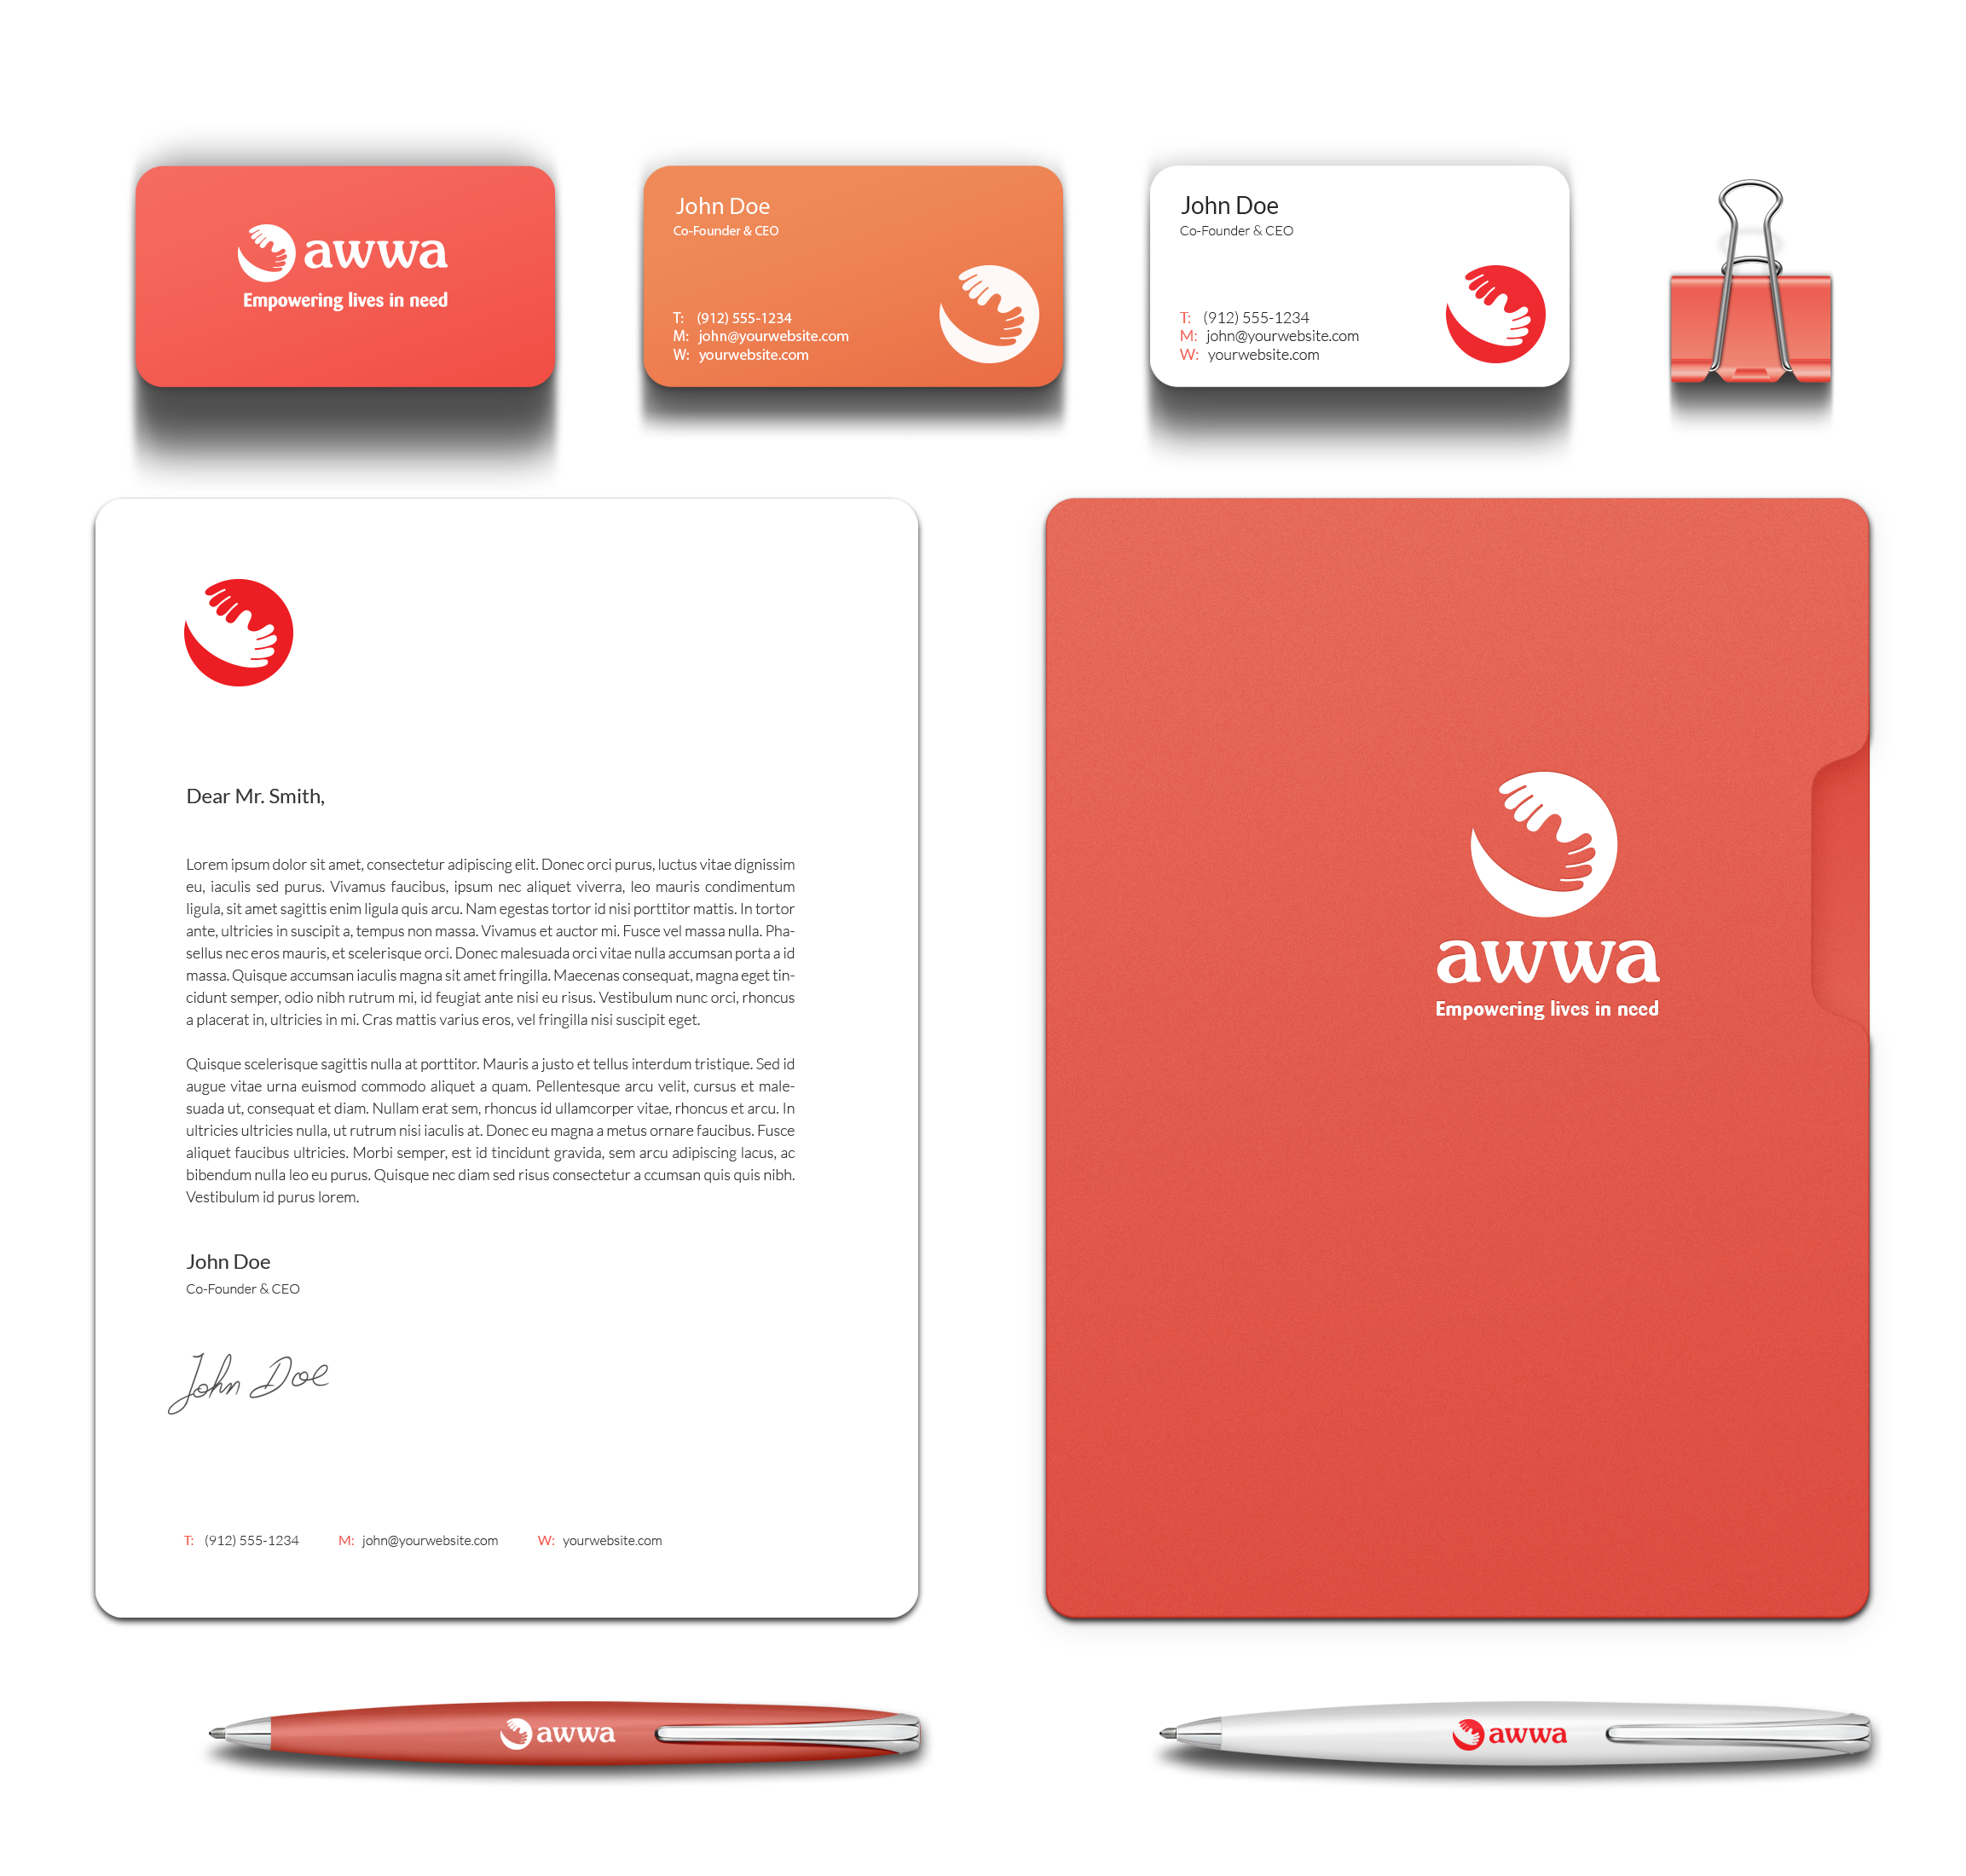 awwa
Empowering lives in need
John Doe
Co-Founder & CEO
T: (912) 555-1234
M: john@yourwebsite.com
W: yourwebsite.com
John Doe
Co-Founder & CEO
T: (912) 555-1234
M: john@yourwebsite.com
W: yourwebsite.com
Dear Mr. Smith,
Lorem ipsum dolor sit amet, consectetur adipiscing elit. Donec orci purus, luctus vitae dignissim
eu, iaculis sed purus. Vivamus faucibus, ipsum nec aliquet viverra, leo mauris condimentum
ligula, sit amet sagittis enim ligula quis arcu. Nam egestas tortor id nisi porttitor mattis. In tortor
ante, ultricies in suscipit a, tempus non massa. Vivamus et auctor mi. Fusce vel massa nulla. Pha-
sellus nec eros mauris, et scelerisque orci. Donec malesuada orci vitae nulla accumsan porta a id
massa. Quisque accumsan iaculis magna sit amet fringilla. Maecenas consequat, magna eget tin-
cidunt semper, odio nibh rutrum mi, id feugiat ante nisi eu risus. Vestibulum nunc orci, rhoncus
a placerat in, ultricies in mi. Cras mattis varius eros, vel fringilla nisi suscipit eget.
Quisque scelerisque sagittis nulla at porttitor. Mauris a justo et tellus interdum tristique. Sed id
augue vitae urna euismod commodo aliquet a quam. Pellentesque arcu velit, cursus et male-
suada ut, consequat et diam. Nullam erat sem, rhoncus id ullamcorper vitae, rhoncus et arcu. In
ultricies ultricies nulla, ut rutrum nisi iaculis at. Donec eu magna a metus ornare faucibus. Fusce
aliquet faucibus ultricies. Morbi semper, est id tincidunt gravida, sem arcu adipiscing lacus, ac
bibendum nulla leo eu purus. Quisque nec diam sed risus consectetur a ccumsan quis quis nibh.
Vestibulum id purus lorem.
John Doe
Co-Founder & CEO
John Doe
T: (912) 555-1234 M: john@yourwebsite.com W: yourwebsite.com
awwa
Empowering lives in need
awwa
awwa